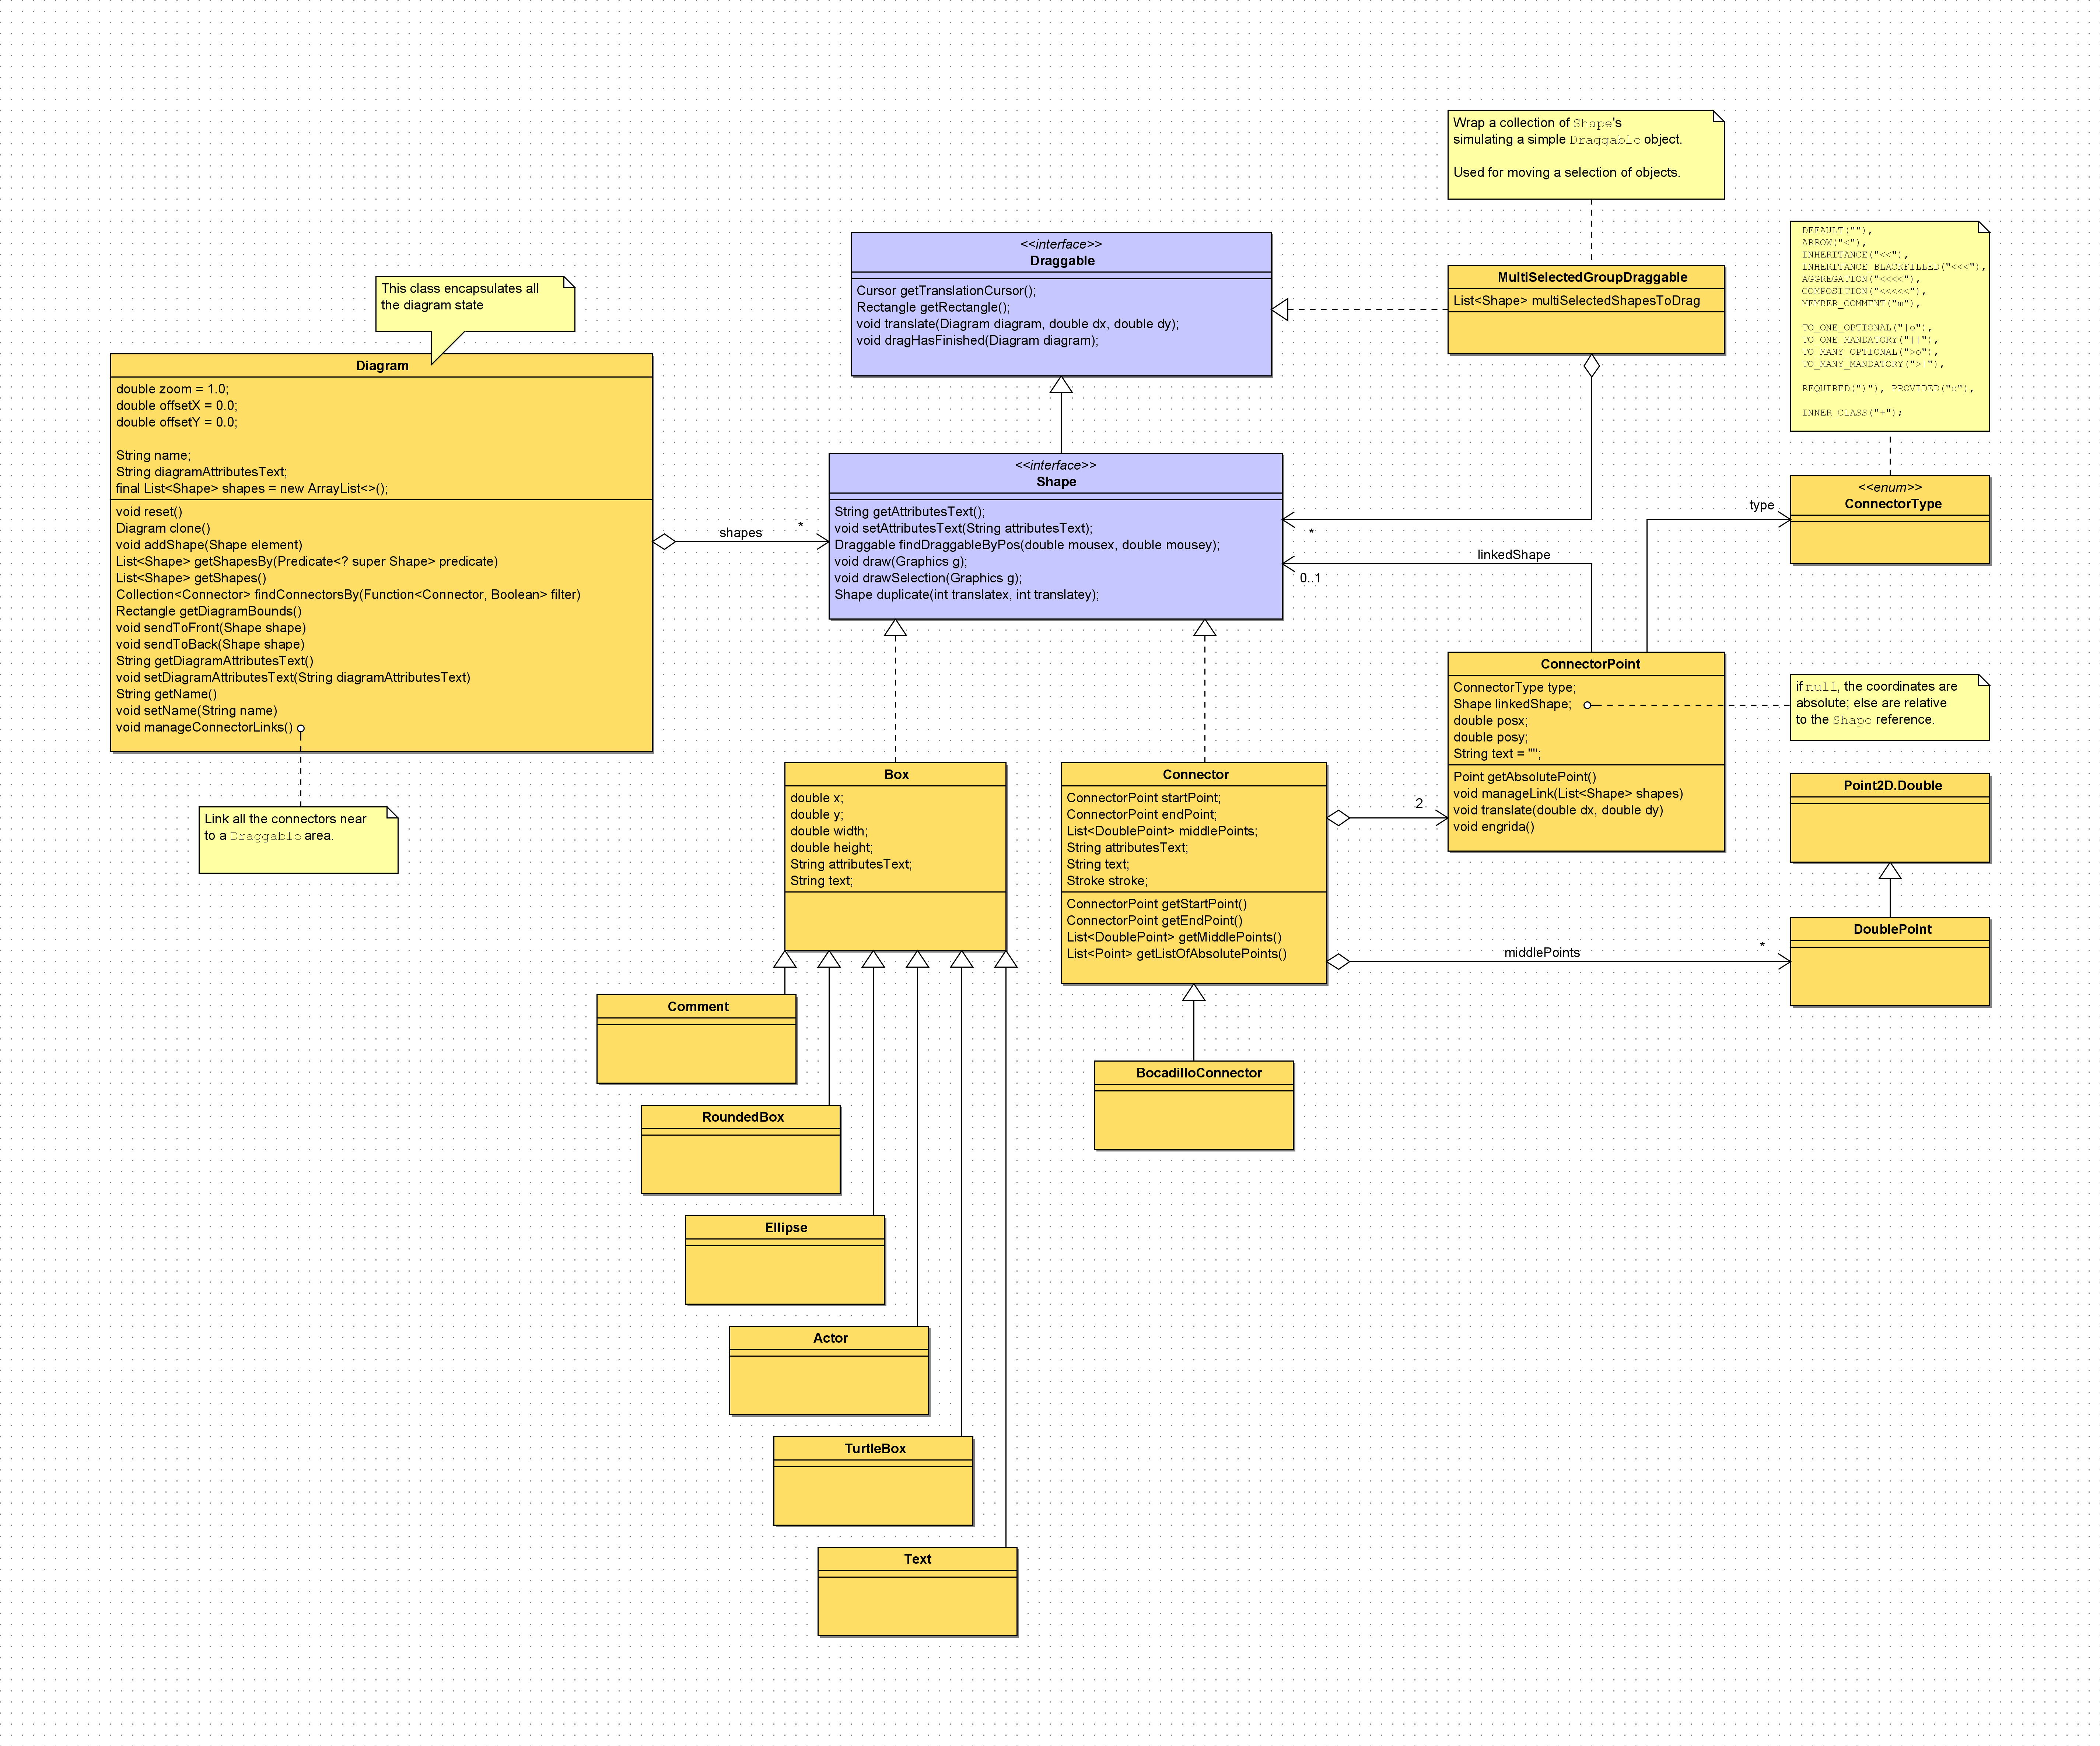 Wrap a collection of Shape's
simulating a simple Draggable object.
Used for moving a selection of objects.
<<interface>>
Draggable
Cursor getTranslationCursor();
Rectangle getRectangle();
void translate(Diagram diagram, double dx, double dy);
void dragHasFinished(Diagram diagram);
MultiSelectedGroupDraggable
List<Shape> multiSelectedShapesToDrag
DEFAULT(""),
ARROW("<"),
INHERITANCE("<<"),
INHERITANCE_BLACKFILLED("<<<"),
AGGREGATION("<<<<"),
COMPOSITION("<<<<<"),
MEMBER_COMMENT("m"),
TO_ONE_OPTIONAL("|o"),
TO_ONE_MANDATORY("||"),
TO_MANY_OPTIONAL(">o"),
TO_MANY_MANDATORY(">|"),
REQUIRED(")"), PROVIDED("o"),
INNER_CLASS("+");
This class encapsulates all
the diagram state
Diagram
double zoom = 1.0;
double offsetX = 0.0;
double offsetY = 0.0;
String name;
String diagramAttributesText;
final List<Shape> shapes = new ArrayList<>();
void reset()
Diagram clone()
void addShape(Shape element)
List<Shape> getShapesBy(Predicate<? super Shape> predicate)
List<Shape> getShapes()
Collection<Connector> findConnectorsBy(Function<Connector, Boolean> filter)
Rectangle getDiagramBounds()
void sendToFront(Shape shape)
void sendToBack(Shape shape)
String getDiagramAttributesText()
void setDiagramAttributesText(String diagramAttributesText)
String getName()
void setName(String name)
void manageConnectorLinks()
Link all the connectors near
to a Draggable area.
shapes
*
<<interface>>
Shape
String getAttributesText();
void setAttributesText(String attributesText);
Draggable findDraggableByPos(double mousex, double mousey);
void draw(Graphics g);
void drawSelection(Graphics g);
Shape duplicate(int translatex, int translatey);
*
linkedShape
0..1
type
<<enum>>
ConnectorType
ConnectorPoint
ConnectorType type;
Shape linkedShape;
double posx;
double posy;
String text = "";
Point getAbsolutePoint()
void manageLink(List<Shape> shapes)
void translate(double dx, double dy)
void engrida()
if null, the coordinates are
absolute; else are relative
to the Shape reference.
Box
double x;
double y;
double width;
double height;
String attributesText;
String text;
Connector
ConnectorPoint startPoint;
ConnectorPoint endPoint;
List<DoublePoint> middlePoints;
String attributesText;
String text;
Stroke stroke;
ConnectorPoint getStartPoint()
ConnectorPoint getEndPoint()
List<DoublePoint> getMiddlePoints()
List<Point> getListOfAbsolutePoints()
2
Point2D.Double
middlePoints
*
DoublePoint
Comment
BocadilloConnector
RoundedBox
Ellipse
Actor
TurtleBox
Text